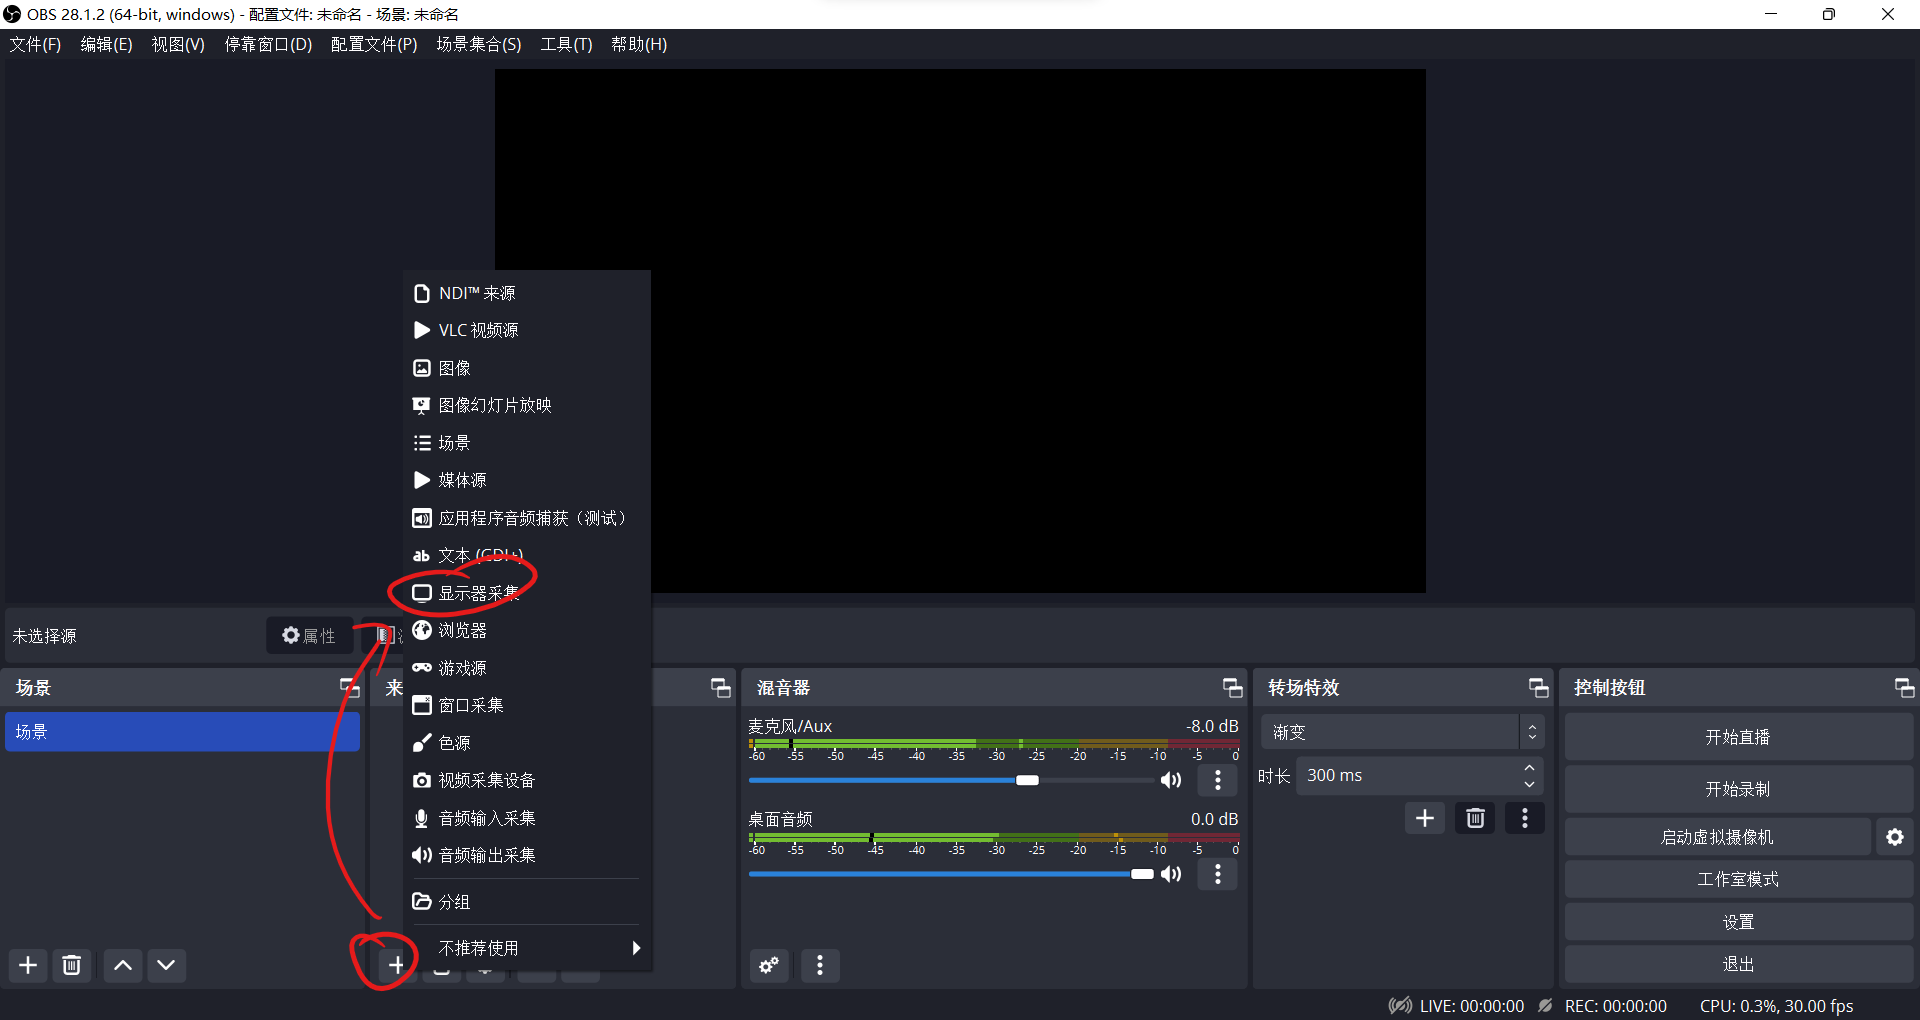 OBS 28.1.2 (64-bit, windows) - 配置文件: 未命名 - 场景: 未命名
文件(F) 编辑(E) 视图(V) 停靠窗口(D) 配置文件(P) 场景集合(S) 工具(T) 帮助(H)
NDI™ 来源
VLC 视频源
图像
图像幻灯片放映
场景
媒体源
应用程序音频捕获（测试）
ab 文本 (GDI+)
显示器采集
浏览器
游戏源
窗口采集
色源
视频采集设备
音频输入采集
音频输出采集
分组
不推荐使用
未选择源 属性
场景
场景
来
混音器
麦克风/Aux -8.0 dB
-60 -55 -50 -45 -40 -35 -30 -25 -20 -15 -10 -5 0
桌面音频 0.0 dB
-60 -55 -50 -45 -40 -35 -30 -25 -20 -15 -10 -5 0
转场特效
渐变
时长 300 ms
控制按钮
开始直播
开始录制
启动虚拟摄像机
工作室模式
设置
退出
LIVE: 00:00:00 REC: 00:00:00 CPU: 0.3%, 30.00 fps